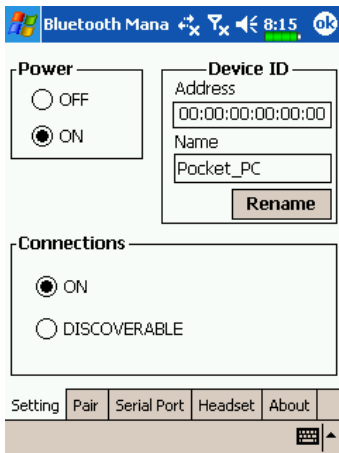 Bluetooth Mana 8:15 ok
Power
OFF
ON
Device ID
Address
00:00:00:00:00:00
Name
Pocket_PC
Rename
Connections
ON
DISCOVERABLE
Setting Pair Serial Port Headset About